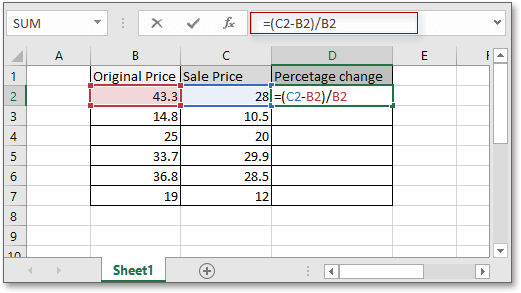 SUM =(C2-B2)/B2
A B C D E F
1 Original Price Sale Price Percetage change
2 43.3 28 =(C2-B2)/B2
3 14.8 10.5
4 25 20
5 33.7 29.9
6 36.8 28.5
7 19 12
8
9
10
Sheet1